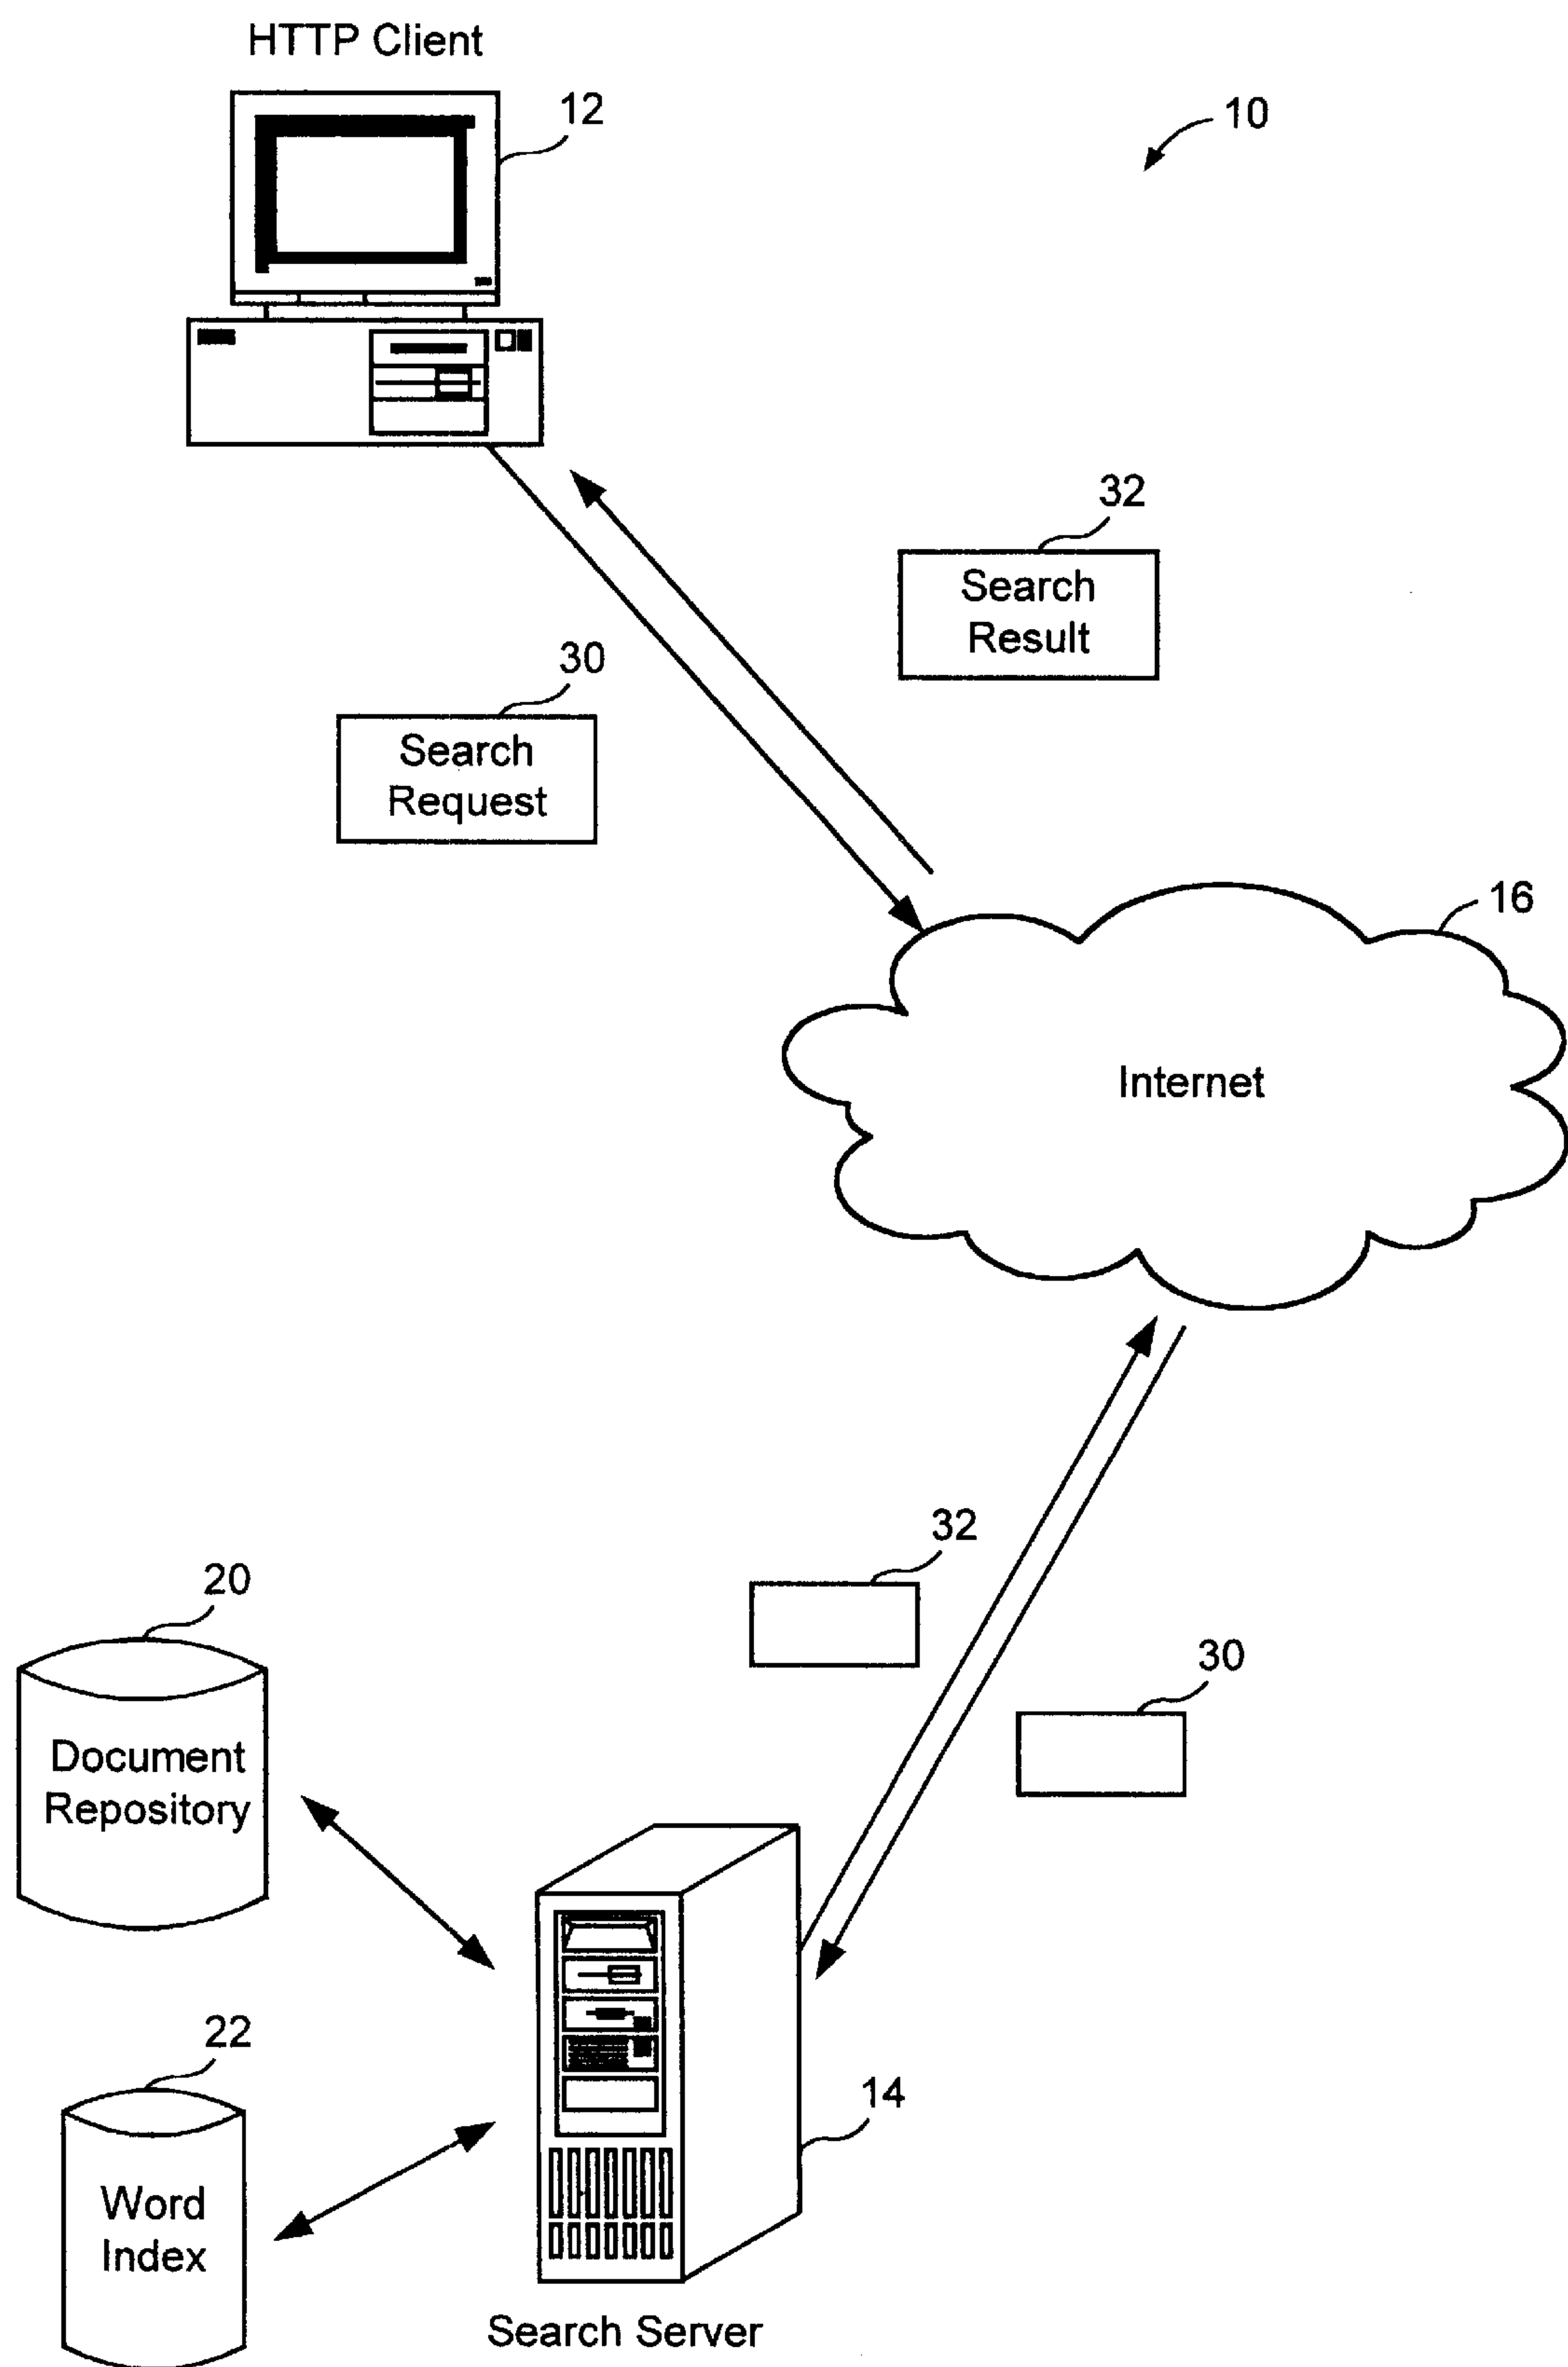 HTTP Client
12
10
32
Search
Result
30
Search
Request
16
Internet
32
20
30
Document
Repository
22
14
Word
Index
Search Server